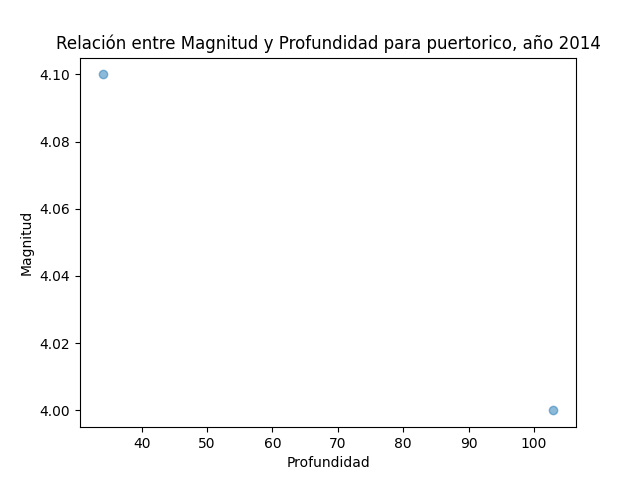 Relación entre Magnitud y Profundidad para puertorico, año 2014
4.10
4.08
4.06
4.04
4.02
4.00
Magnitud
40 50 60 70 80 90 100
Profundidad